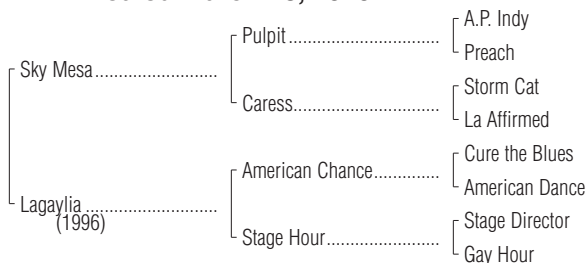 A.P. Indy
Pulpit
Preach
Sky Mesa
Storm Cat
Caress
La Affirmed
Cure the Blues
American Chance
American Dance
Lagaylia
(1996)
Stage Director
Stage Hour
Gay Hour